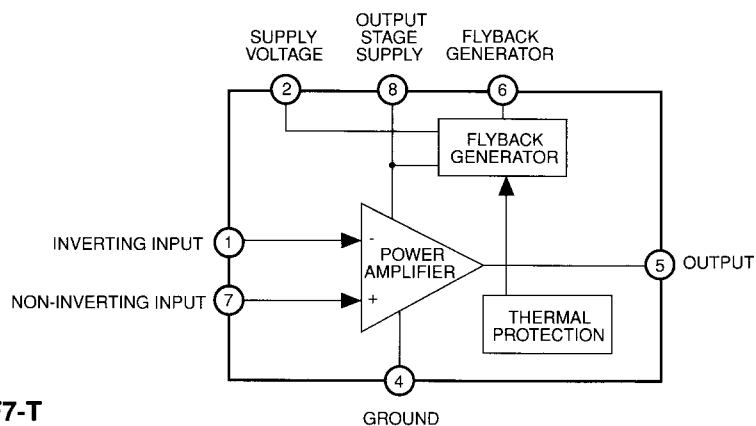 SUPPLY
VOLTAGE
OUTPUT
STAGE
SUPPLY
FLYBACK
GENERATOR
2
8
6
FLYBACK
GENERATOR
INVERTING INPUT
1
-
POWER
AMPLIFIER
5
OUTPUT
NON-INVERTING INPUT
7
+
THERMAL
PROTECTION
4
GROUND
7-T